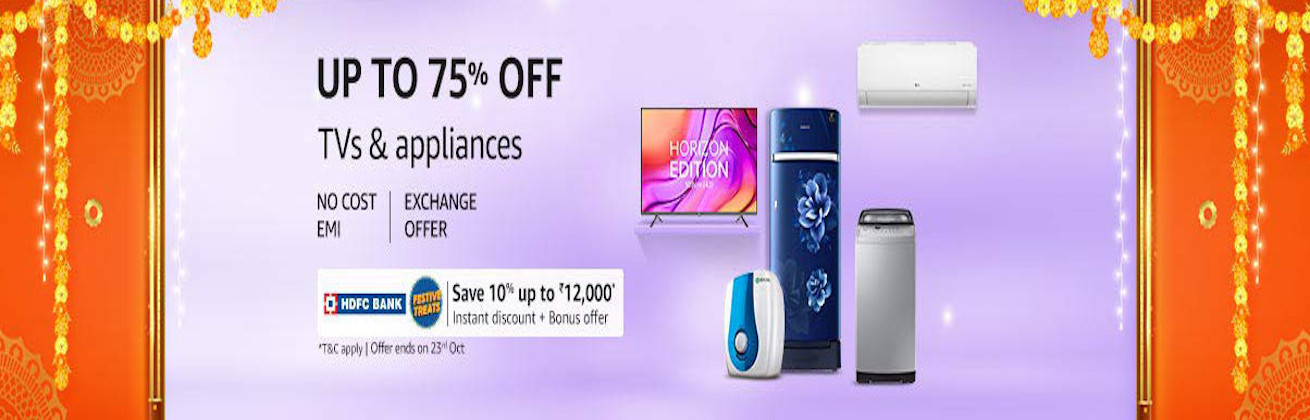 UP TO 75% OFF
TVs & appliances
NO COST
EMI
EXCHANGE
OFFER
HDFC BANK
FESTIVE
TREATS
Save 10% up to ₹12,000*
Instant discount + Bonus offer
*T&C apply | Offer ends on 23rd Oct
HORIZON
EDITION